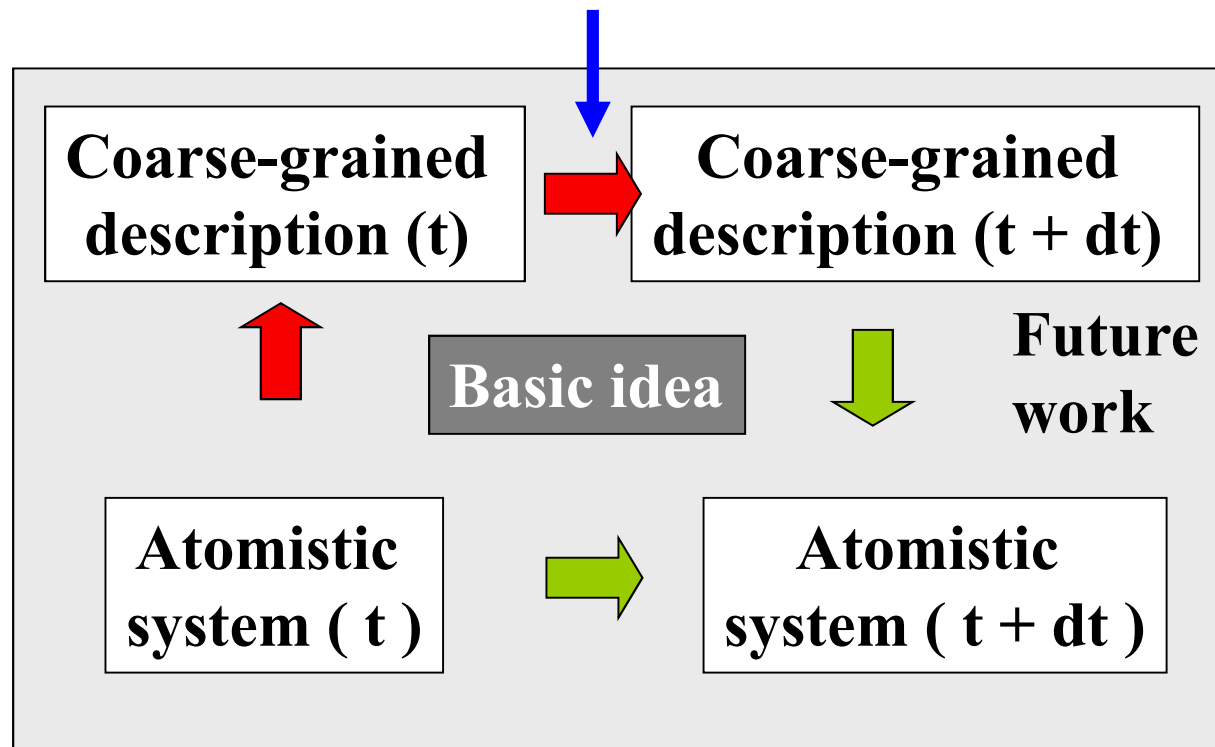 Coarse-grained
description (t)
Coarse-grained
description (t + dt)
Basic idea
Future
work
Atomistic
system ( t )
Atomistic
system ( t + dt )